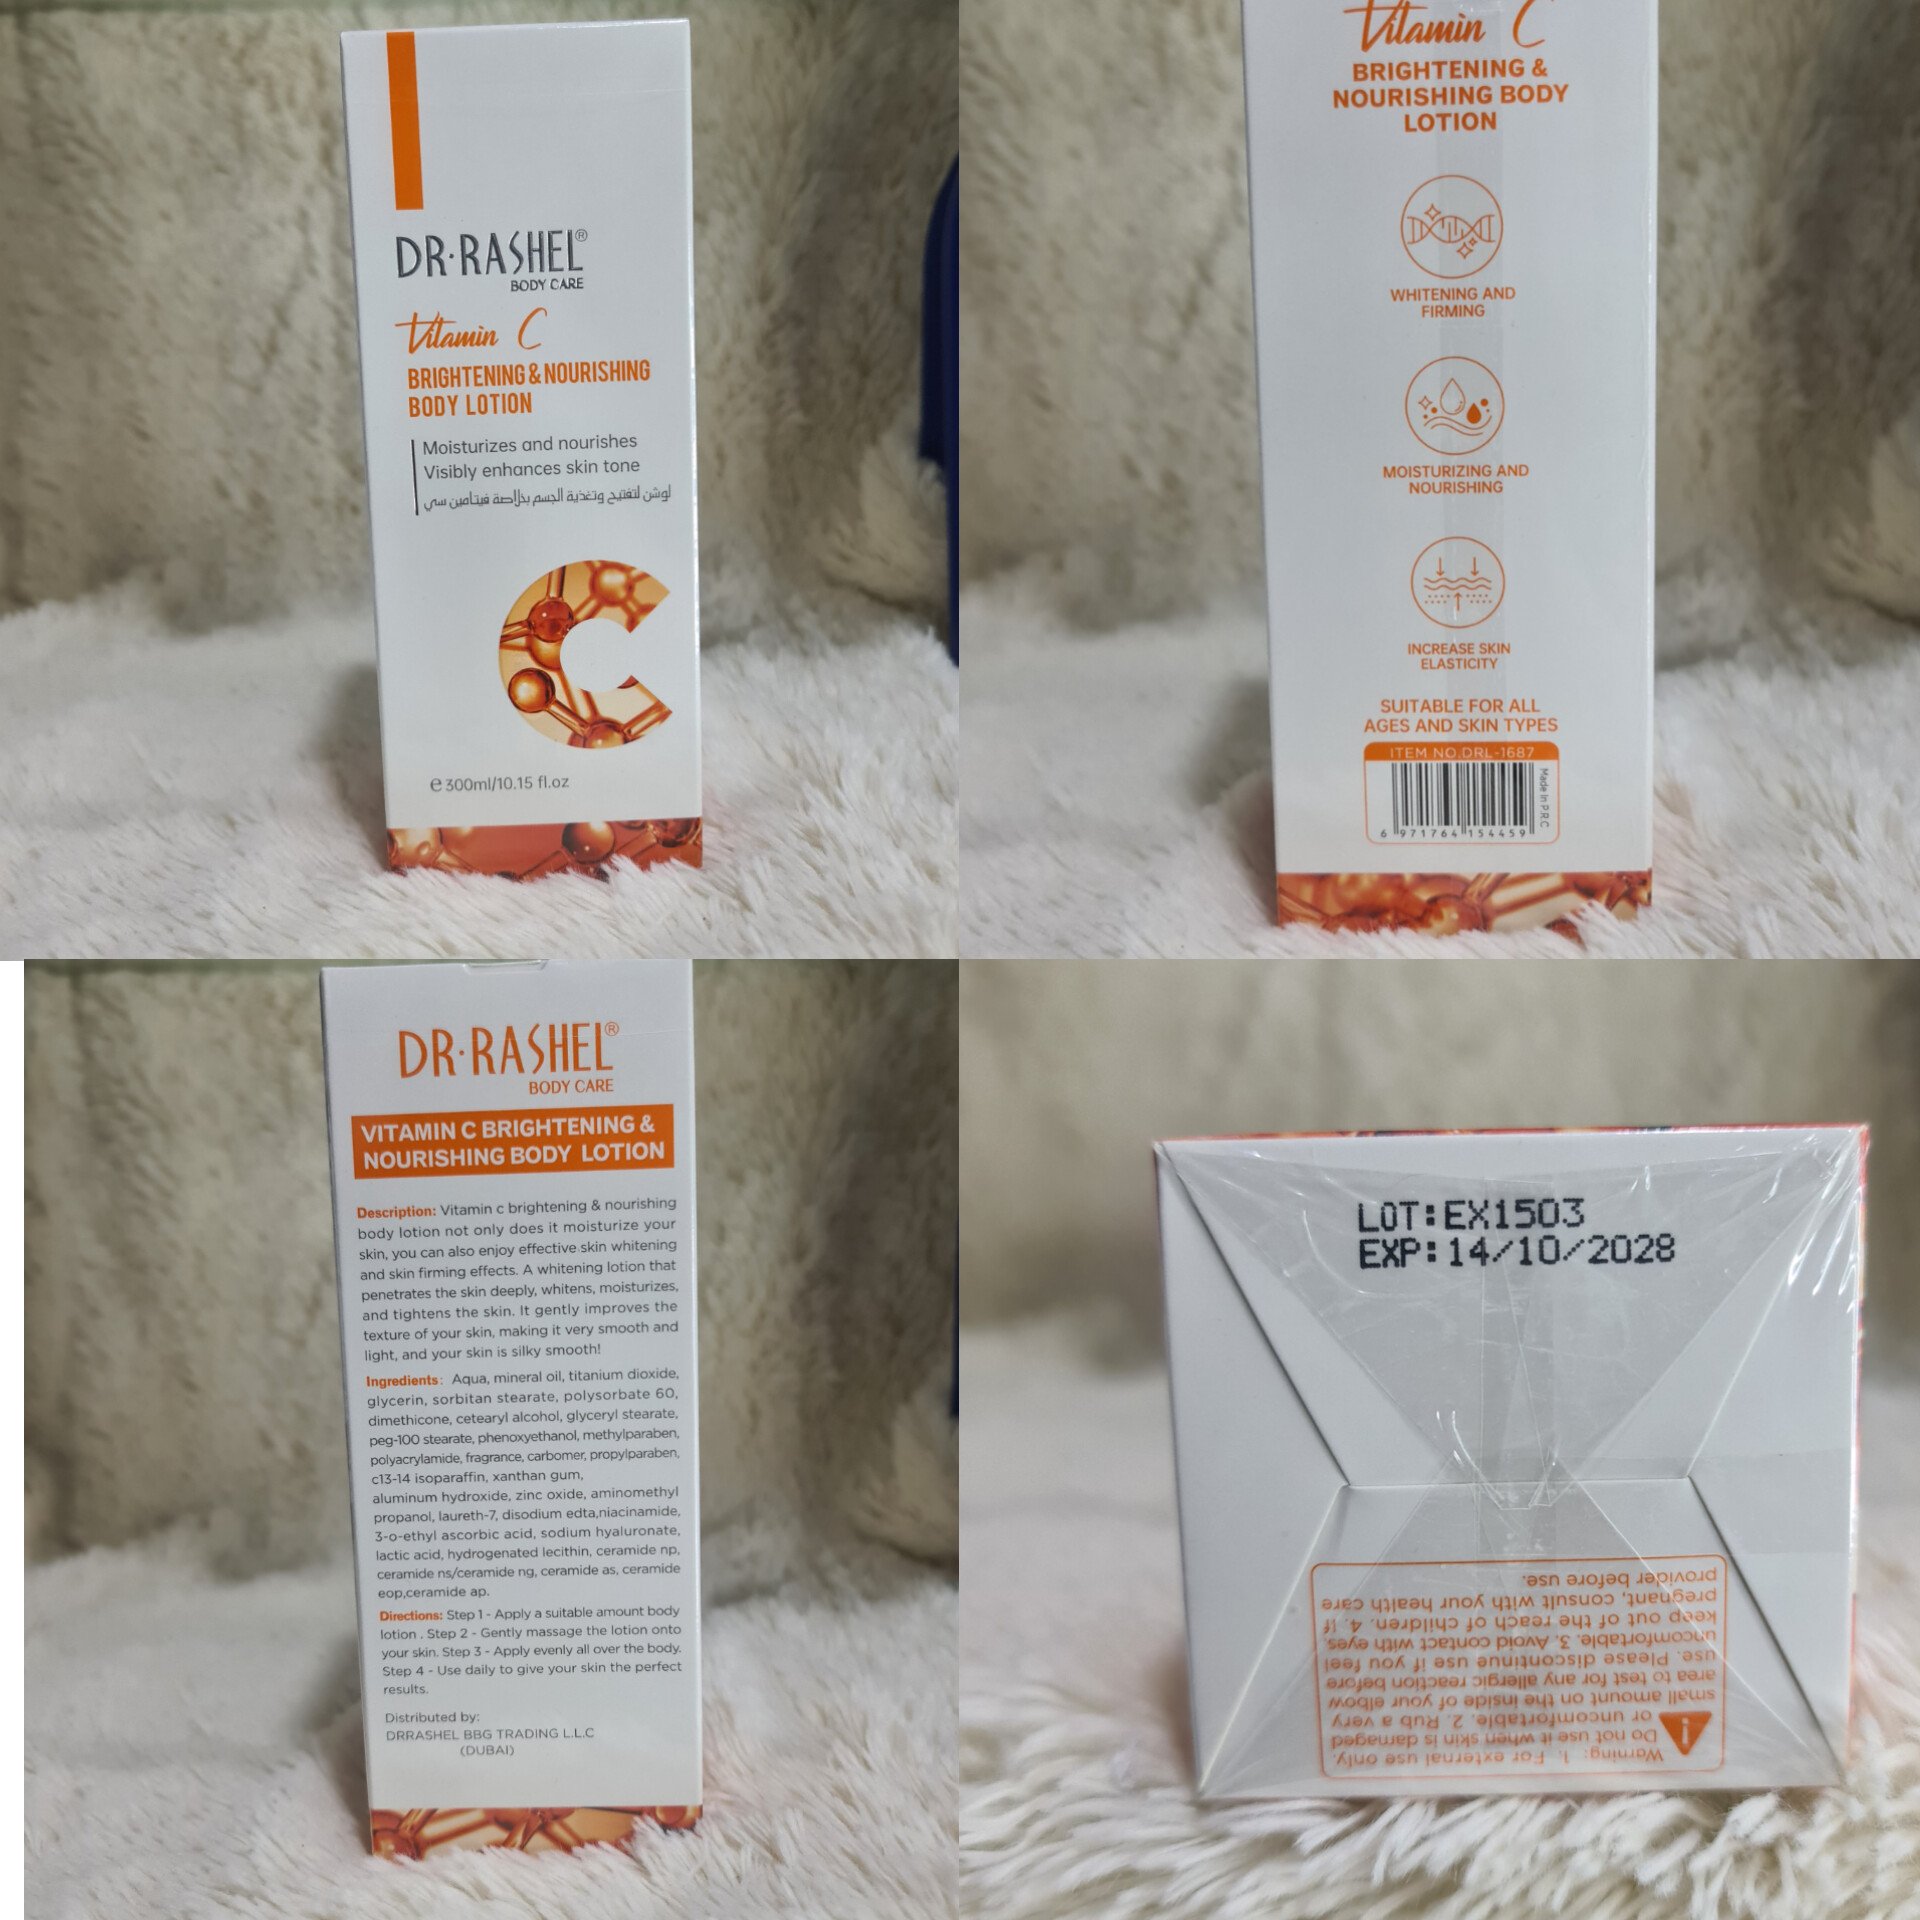 DR·RASHEL®
BODY CARE
Vitamin C
BRIGHTENING & NOURISHING
BODY LOTION
Moisturizes and nourishes
Visibly enhances skin tone
لوشن لتفتيح وتغذية الجسم بخلاصة فيتامين سي
e 300ml/10.15 fl.oz
Vitamin C
BRIGHTENING &
NOURISHING BODY
LOTION
WHITENING AND
FIRMING
MOISTURIZING AND
NOURISHING
INCREASE SKIN
ELASTICITY
SUITABLE FOR ALL
AGES AND SKIN TYPES
ITEM NO.DRL-1687
Made In P.R.C
6 971764 154459
DR·RASHEL®
BODY CARE
VITAMIN C BRIGHTENING &
NOURISHING BODY LOTION
Description: Vitamin c brightening & nourishing
body lotion not only does it moisturize your
skin, you can also enjoy effective skin whitening
and skin firming effects. A whitening lotion that
penetrates the skin deeply, whitens, moisturizes,
and tightens the skin. It gently improves the
texture of your skin, making it very smooth and
light, and your skin is silky smooth!
Ingredients: Aqua, mineral oil, titanium dioxide,
glycerin, sorbitan stearate, polysorbate 60,
dimethicone, cetearyl alcohol, glyceryl stearate,
peg-100 stearate, phenoxyethanol, methylparaben,
polyacrylamide, fragrance, carbomer, propylparaben,
c13-14 isoparaffin, xanthan gum,
aluminum hydroxide, zinc oxide, aminomethyl
propanol, laureth-7, disodium edta,niacinamide,
3-o-ethyl ascorbic acid, sodium hyaluronate,
lactic acid, hydrogenated lecithin, ceramide np,
ceramide ns/ceramide ng, ceramide as, ceramide
eop,ceramide ap.
Directions: Step 1 - Apply a suitable amount body
lotion . Step 2 - Gently massage the lotion onto
your skin. Step 3 - Apply evenly all over the body.
Step 4 - Use daily to give your skin the perfect
results.
Distributed by:
DRRASHEL BBG TRADING L.L.C
(DUBAI)
LOT:EX1503
EXP:14/10/2028
Warning: 1. For external use only.
Do not use it when skin is damaged
or uncomfortable. 2. Rub a very
small amount on the inside of your elbow
area to test for any allergic reaction before
use. Please discontinue use if you feel
uncomfortable. 3. Avoid contact with eyes,
keep out of the reach of children. 4. If
pregnant, consult with your health care
provider before use.